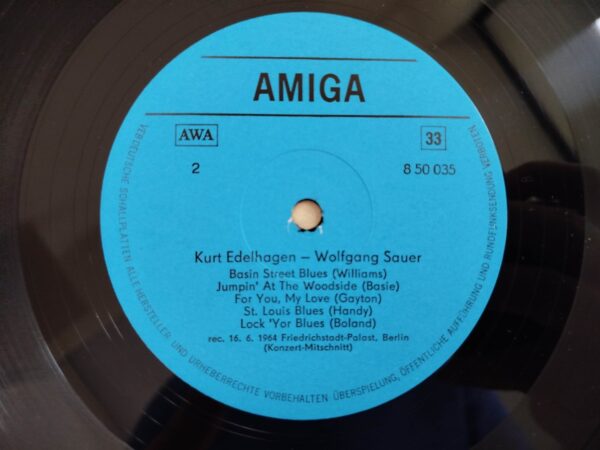 AMIGA
AWA
33
2
8 50 035
Kurt Edelhagen – Wolfgang Sauer
Basin Street Blues (Williams)
Jumpin' At The Woodside (Basie)
For You, My Love (Gayton)
St. Louis Blues (Handy)
Lock 'Yor Blues (Boland)
rec. 16. 6. 1964 Friedrichstadt-Palast, Berlin
(Konzert-Mitschnitt)
VEB DEUTSCHE SCHALLPLATTEN ALLE HERSTELLER- UND URHEBERRECHTE VORBEHALTEN ÜBERSPIELUNG, ÖFFENTLICHE AUFFÜHRUNG UND RUNDFUNKSENDUNG VERBOTEN